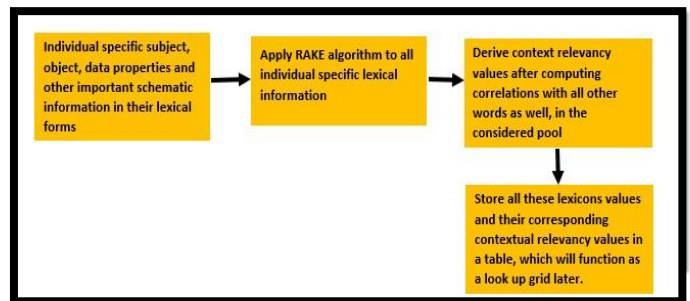 Individual specific subject,
object, data properties and
other important schematic
information in their lexical
forms
Apply RAKE algorithm to all
individual specific lexical
information
Derive context relevancy
values after computing
correlations with all other
words as well, in the
considered pool
Store all these lexicons values
and their corresponding
contextual relevancy values in
a table, which will function as
a look up grid later.